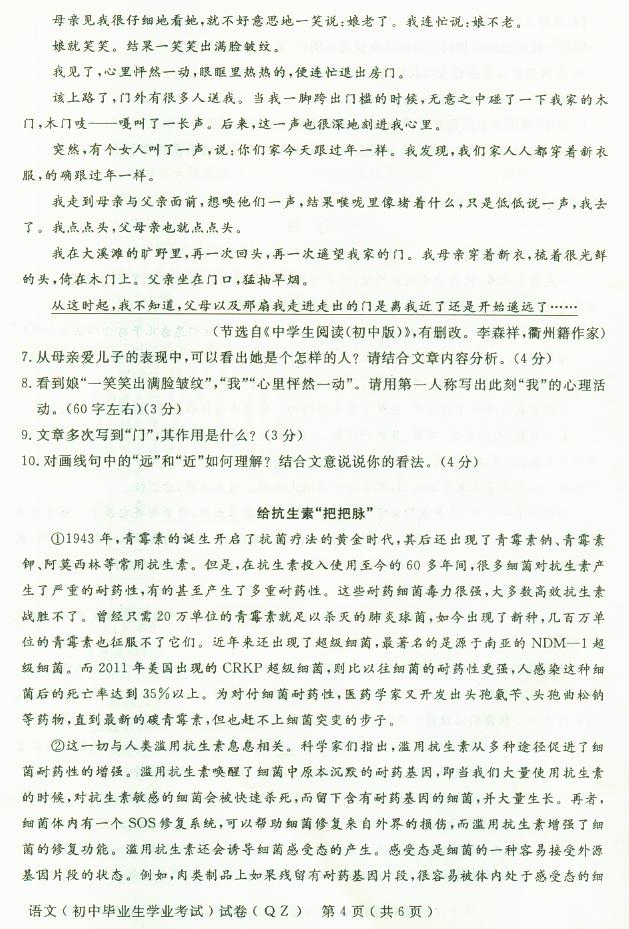 母亲见我很仔细地看她,就不好意思地一笑说:娘老了。我连忙说:娘不老。
娘就笑笑。结果一笑笑出满脸皱纹。
我见了,心里怦然一动,眼眶里热热的,便连忙退出房门。
该上路了,门外有很多人送我。当我一脚跨出门槛的时候,无意之中碰了一下我家的木
门,木门吱——嘎叫了一长声。后来,这一声也很深地刻进我心里。
突然,有个女人叫了一声,说:你们家今天跟过年一样。我发现,我们家人人都穿着新衣
服,的确跟过年一样。
我走到母亲与父亲面前,想唤他们一声,结果喉咙里像堵着什么,只是低低说一声,我去
了。我点点头,父母亲也就点点头。
我在大溪滩的旷野里,再一次回头,再一次遥望我家的门。我母亲穿着新衣,梳着很光鲜
的头,倚在木门上。父亲坐在门口,猛抽旱烟。
从这时起,我不知道,父母以及那扇我走进走出的门是离我近了还是开始遥远了……
(节选自《中学生阅读(初中版)》,有删改。李森祥,衢州籍作家)
7.从母亲爱儿子的表现中,可以看出她是个怎样的人?请结合文章内容分析。(4分)
8.看到娘“一笑笑出满脸皱纹”,“我”“心里怦然一动”。请用第一人称写出此刻“我”的心理活
动。(60字左右)(3分)
9.文章多次写到“门”,其作用是什么?(3分)
10.对画线句中的“远”和“近”如何理解?结合文意说说你的看法。(4分)
给抗生素“把把脉”
①1943年,青霉素的诞生开启了抗菌疗法的黄金时代,其后还出现了青霉素钠、青霉素
钾、阿莫西林等常用抗生素。但是,在抗生素投入使用至今的60多年间,很多细菌对抗生素产
生了严重的耐药性,有的甚至产生了多重耐药性。这些耐药细菌毒力很强,大多数高效抗生素
战胜不了。曾经只需20万单位的青霉素就足以杀灭的肺炎球菌,如今出现了新种,几百万单
位的青霉素也征服不了它们。近年来还出现了超级细菌,最著名的是源于南亚的NDM—1超
级细菌。而2011年美国出现的CRKP超级细菌,则比以往细菌的耐药性更强,人感染这种细
菌后的死亡率达到35%以上。为对付细菌耐药性,医药学家又开发出头孢氨苄、头孢曲松钠
等药物,直到最新的碳青霉素,但也赶不上细菌突变的步子。
②这一切与人类滥用抗生素息息相关。科学家们指出,滥用抗生素从多种途径促进了细
菌耐药性的增强。滥用抗生素唤醒了细菌中原本沉默的耐药基因,即当我们大量使用抗生素
的时候,对抗生素敏感的细菌会被快速杀死,而留下含有耐药基因的细菌,并大量生长。再者,
细菌体内有一个SOS修复系统,可以帮助细菌修复来自外界的损伤,而滥用抗生素增强了细
菌的修复功能。滥用抗生素还会诱导细菌感受态的产生。感受态是细菌的一种容易接受外源
基因片段的状态。例如,肉类制品上如果残留有耐药基因片段,很容易被体内处于感受态的细
语文(初中毕业生学业考试)试卷(QZ) 第4页(共6页)